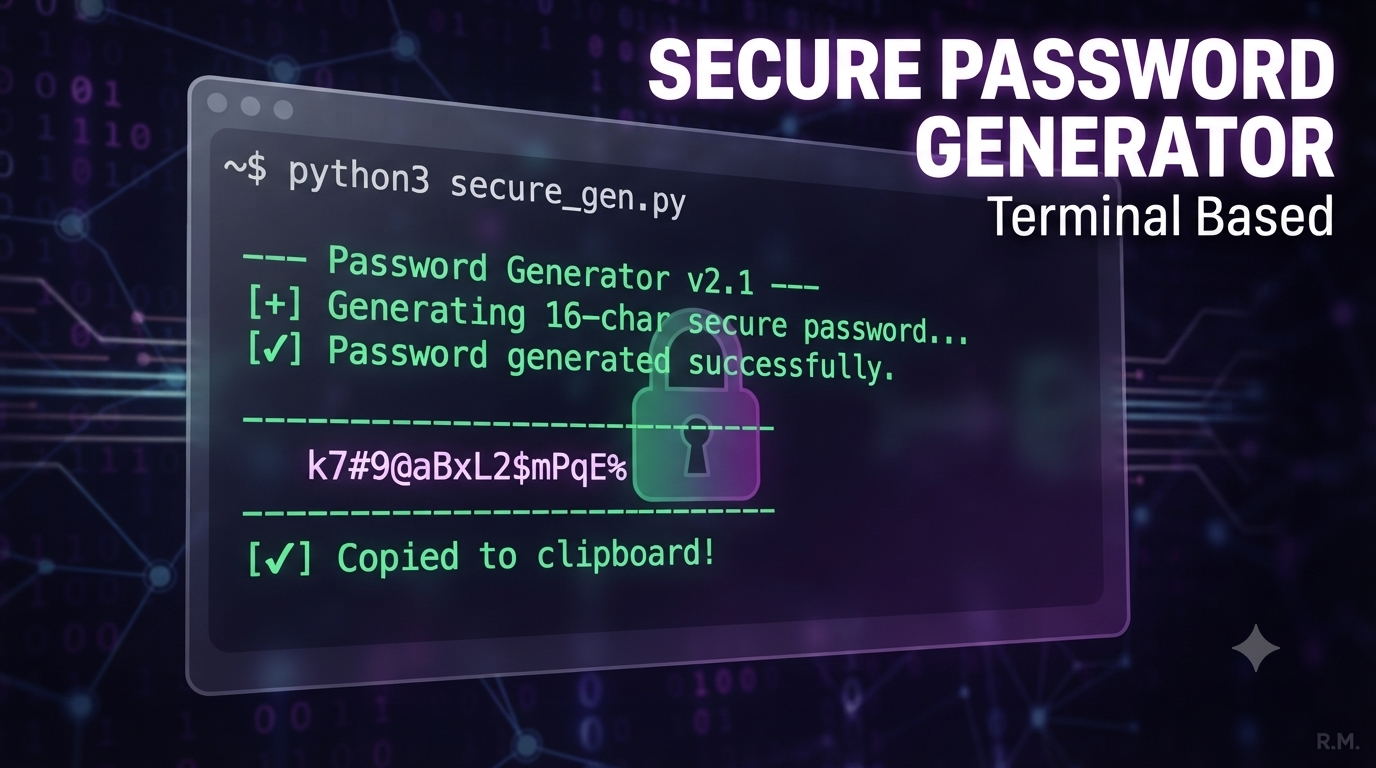 SECURE PASSWORD
GENERATOR
Terminal Based
~$ python3 secure_gen.py
--- Password Generator v2.1 ---
[+] Generating 16-char secure password...
[✓] Password generated successfully.
-------------------------
k7#9@aBxL2$mPqE%
-------------------------
[✓] Copied to clipboard!
R.M.